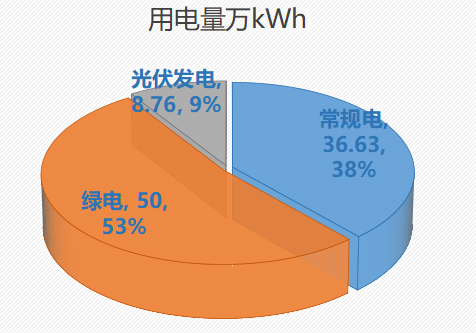 用电量万kWh
光伏发电,
8.76, 9%
常规电,
36.63,
38%
绿电, 50,
53%